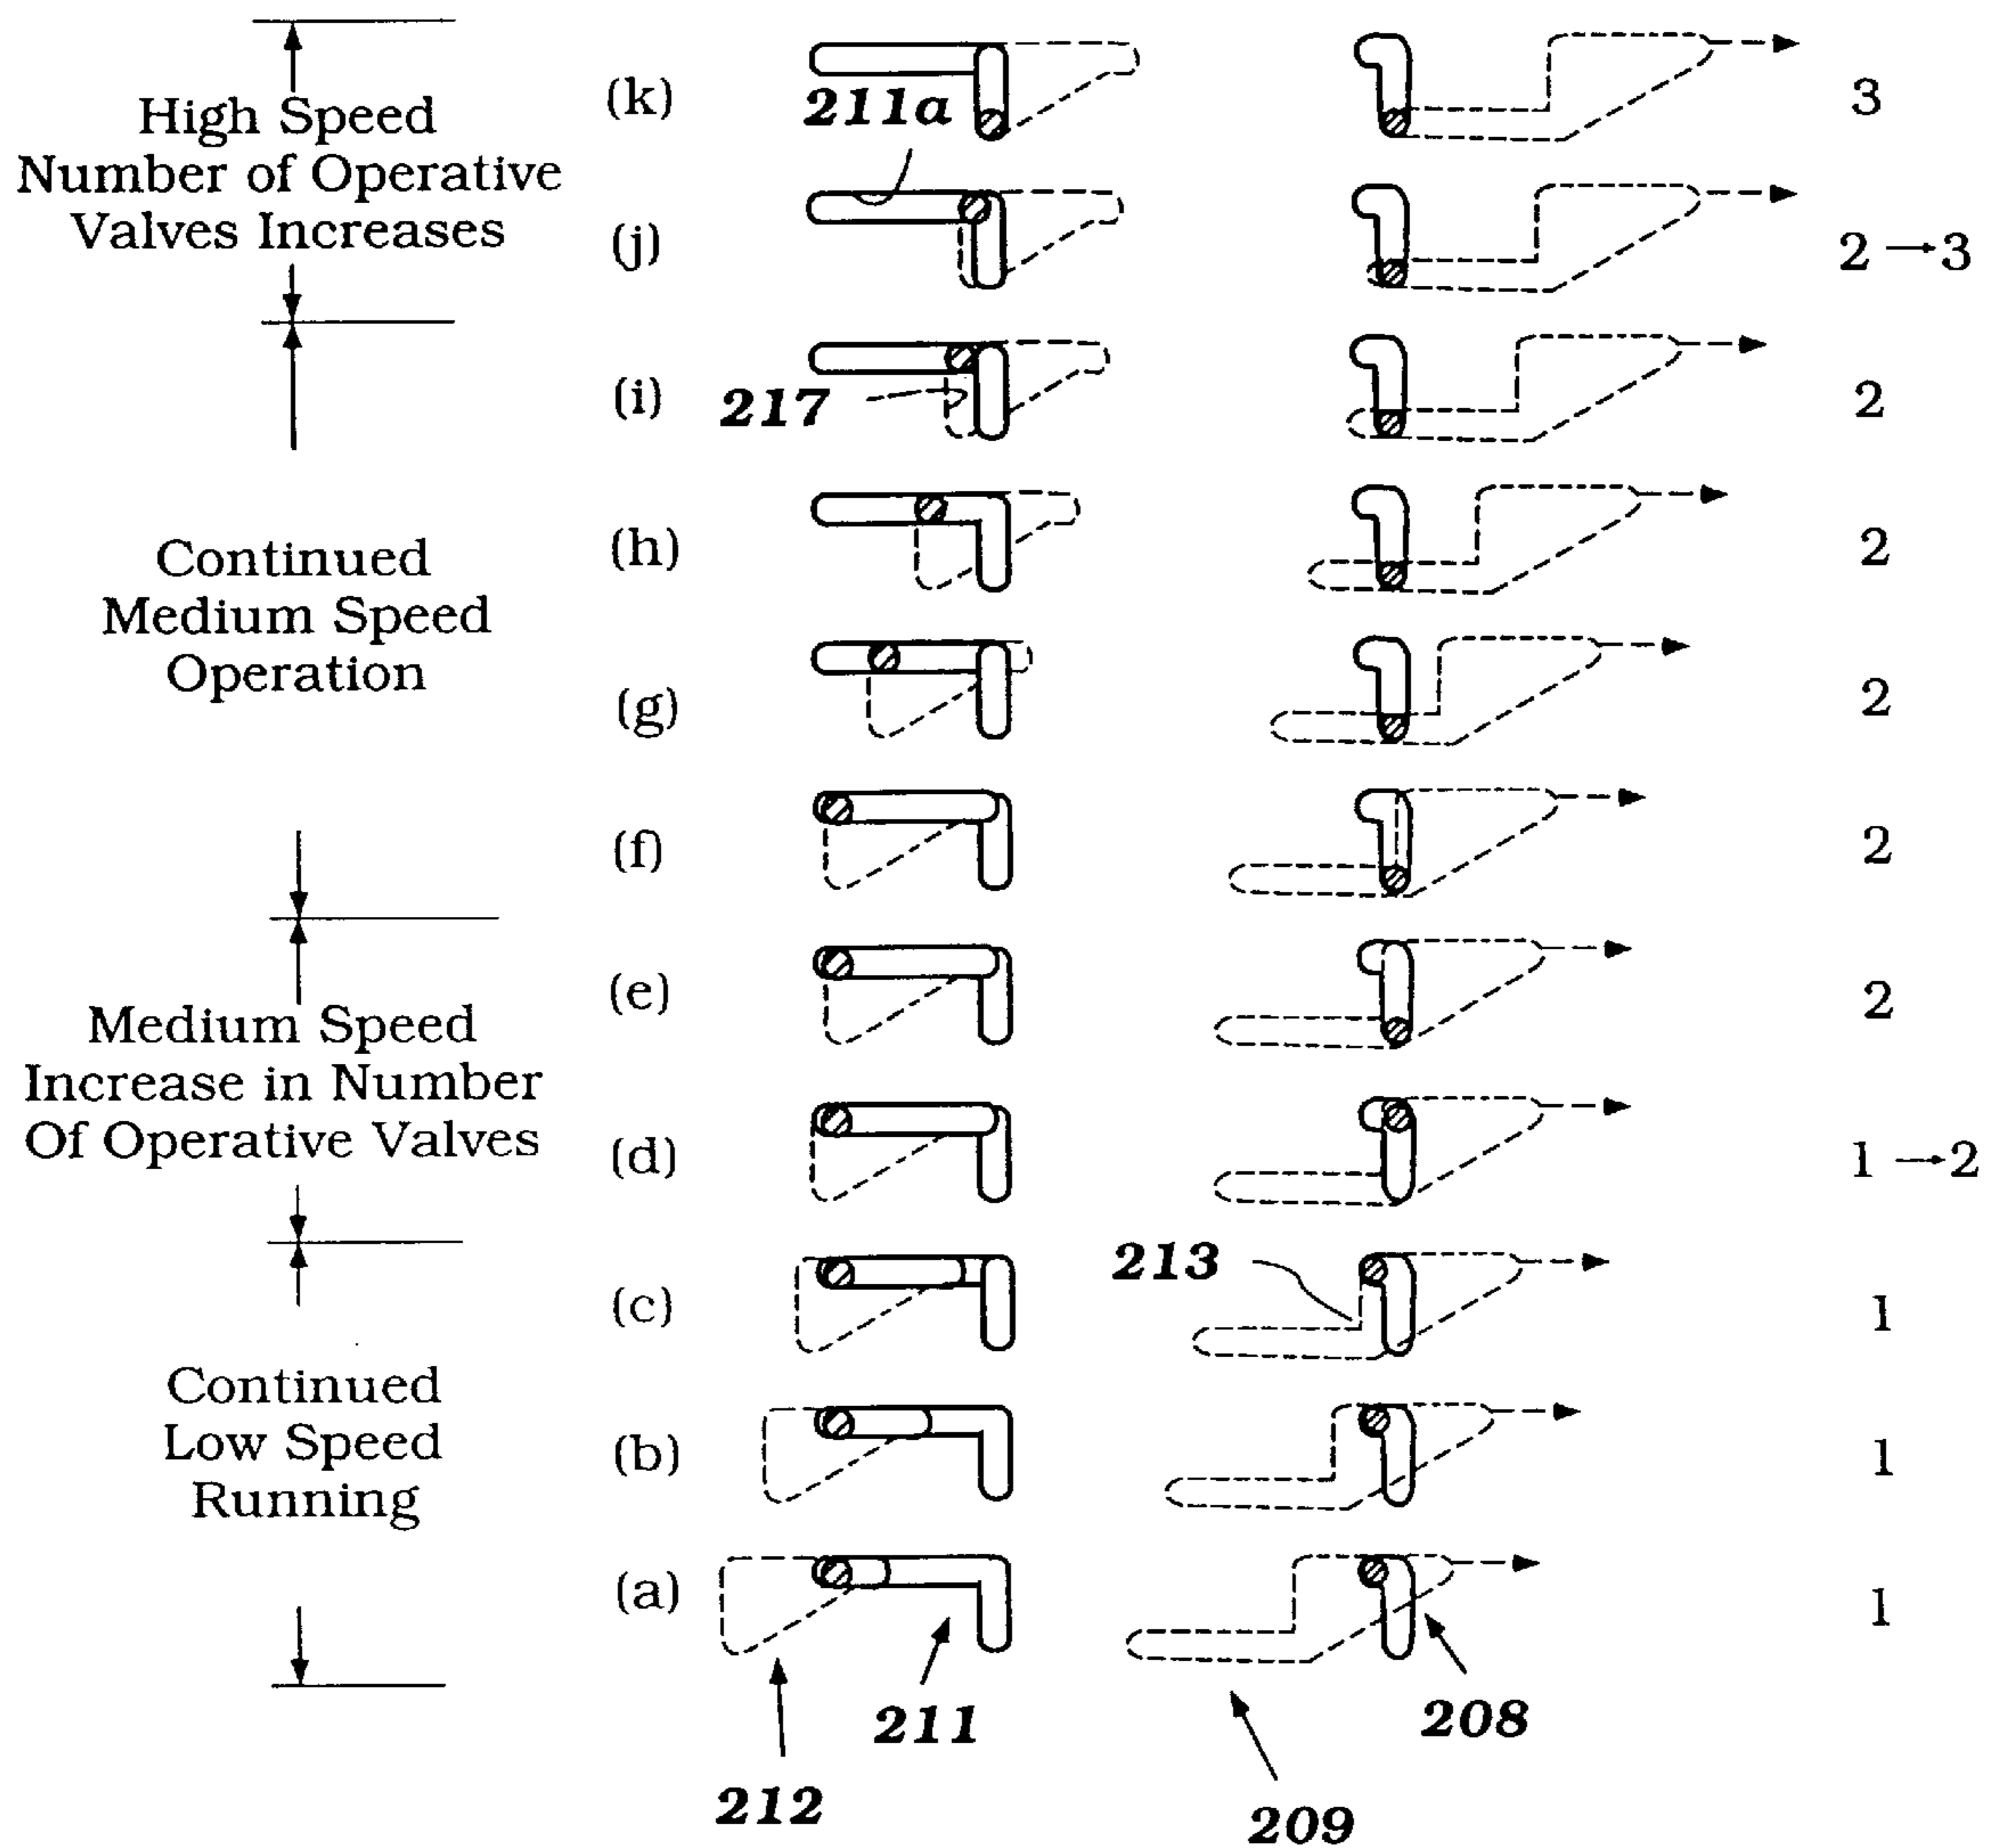 High Speed
Number of Operative
Valves Increases
(k)
211a
3
(j)
2 → 3
(i)
217
2
Continued
Medium Speed
Operation
(h)
2
(g)
2
(f)
2
Medium Speed
Increase in Number
Of Operative Valves
(e)
2
(d)
1 → 2
(c)
213
1
Continued
Low Speed
Running
(b)
1
(a)
1
212
211
209
208